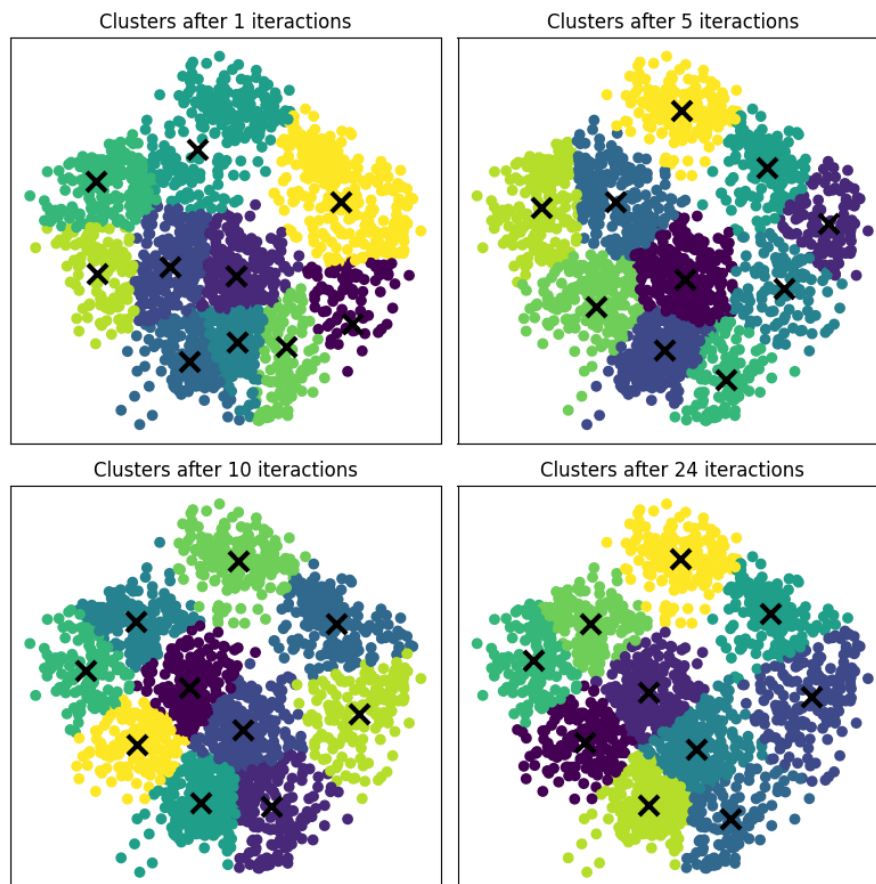 Clusters after 1 iteractions
Clusters after 5 iteractions
Clusters after 10 iteractions
Clusters after 24 iteractions